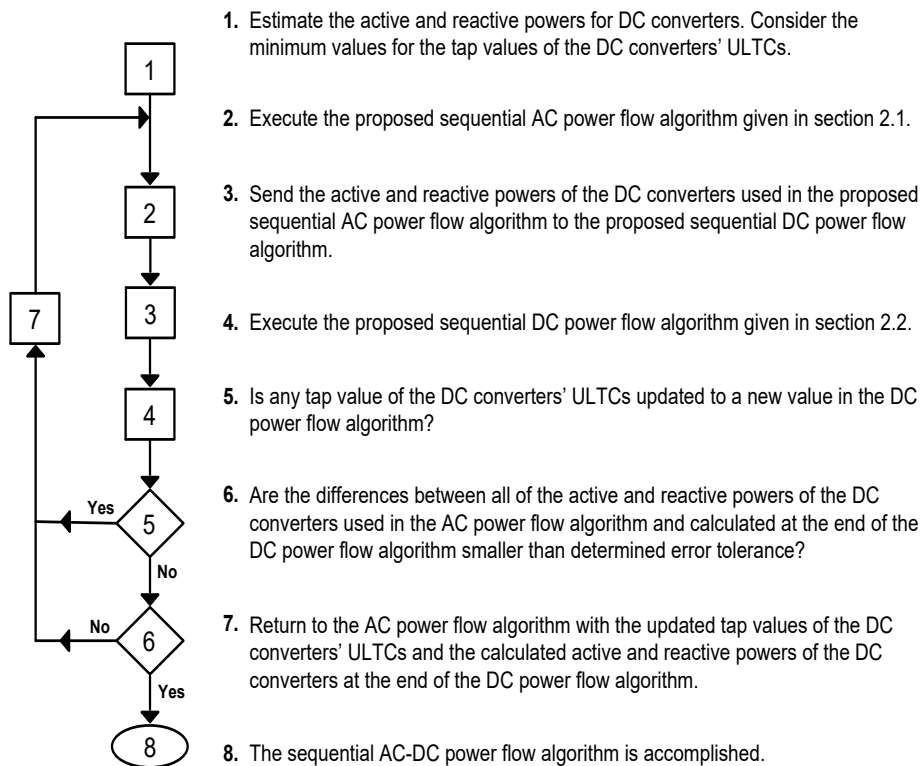 1. Estimate the active and reactive powers for DC converters. Consider the
minimum values for the tap values of the DC converters' ULTCs.
1
2. Execute the proposed sequential AC power flow algorithm given in section 2.1.
2
3. Send the active and reactive powers of the DC converters used in the proposed
sequential AC power flow algorithm to the proposed sequential DC power flow
algorithm.
7
3
4. Execute the proposed sequential DC power flow algorithm given in section 2.2.
4
5. Is any tap value of the DC converters' ULTCs updated to a new value in the DC
power flow algorithm?
Yes
5
No
6. Are the differences between all of the active and reactive powers of the DC
converters used in the AC power flow algorithm and calculated at the end of the
DC power flow algorithm smaller than determined error tolerance?
No
6
Yes
7. Return to the AC power flow algorithm with the updated tap values of the DC
converters' ULTCs and the calculated active and reactive powers of the DC
converters at the end of the DC power flow algorithm.
8
8. The sequential AC-DC power flow algorithm is accomplished.